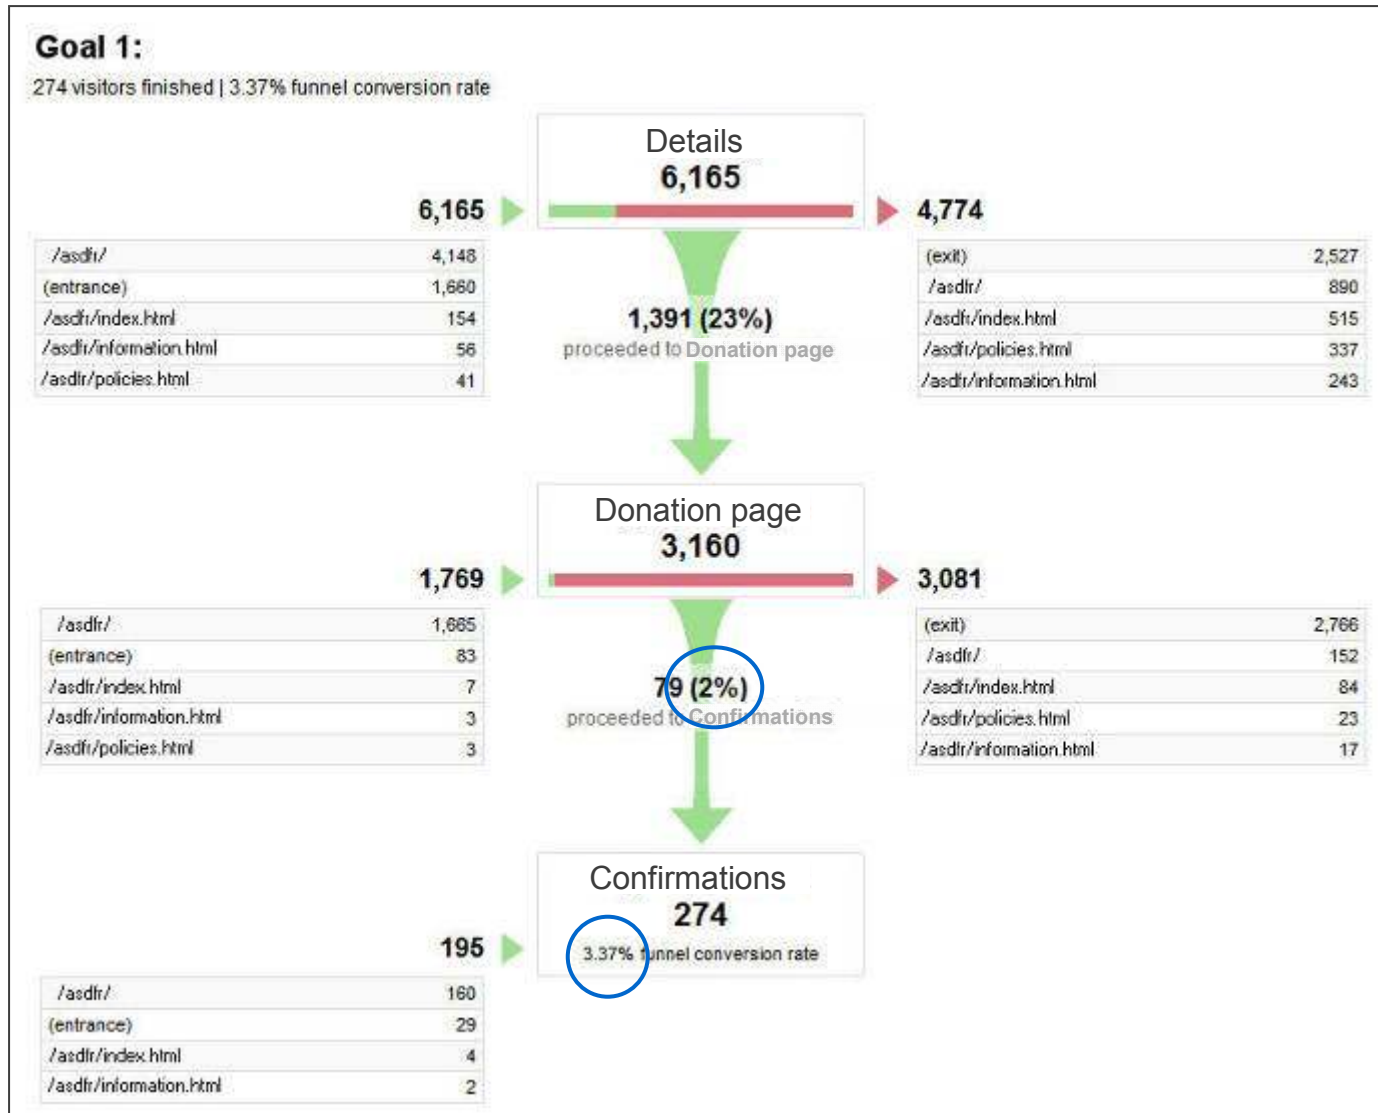 Goal 1:
274 visitors finished | 3.37% funnel conversion rate
Details
6,165
6,165
4,774
/asdfr/ 4,148
(entrance) 1,660
/asdfr/index.html 154
/asdfr/information.html 56
/asdfr/policies.html 41
1,391 (23%)
proceeded to Donation page
(exit) 2,527
/asdfr/ 890
/asdfr/index.html 515
/asdfr/policies.html 337
/asdfr/information.html 243
Donation page
3,160
1,769
3,081
/asdfr/ 1,665
(entrance) 83
/asdfr/index.html 7
/asdfr/information.html 3
/asdfr/policies.html 3
79 (2%)
proceeded to Confirmations
(exit) 2,766
/asdfr/ 152
/asdfr/index.html 84
/asdfr/policies.html 23
/asdfr/information.html 17
Confirmations
274
3.37% funnel conversion rate
195
/asdfr/ 160
(entrance) 29
/asdfr/index.html 4
/asdfr/information.html 2